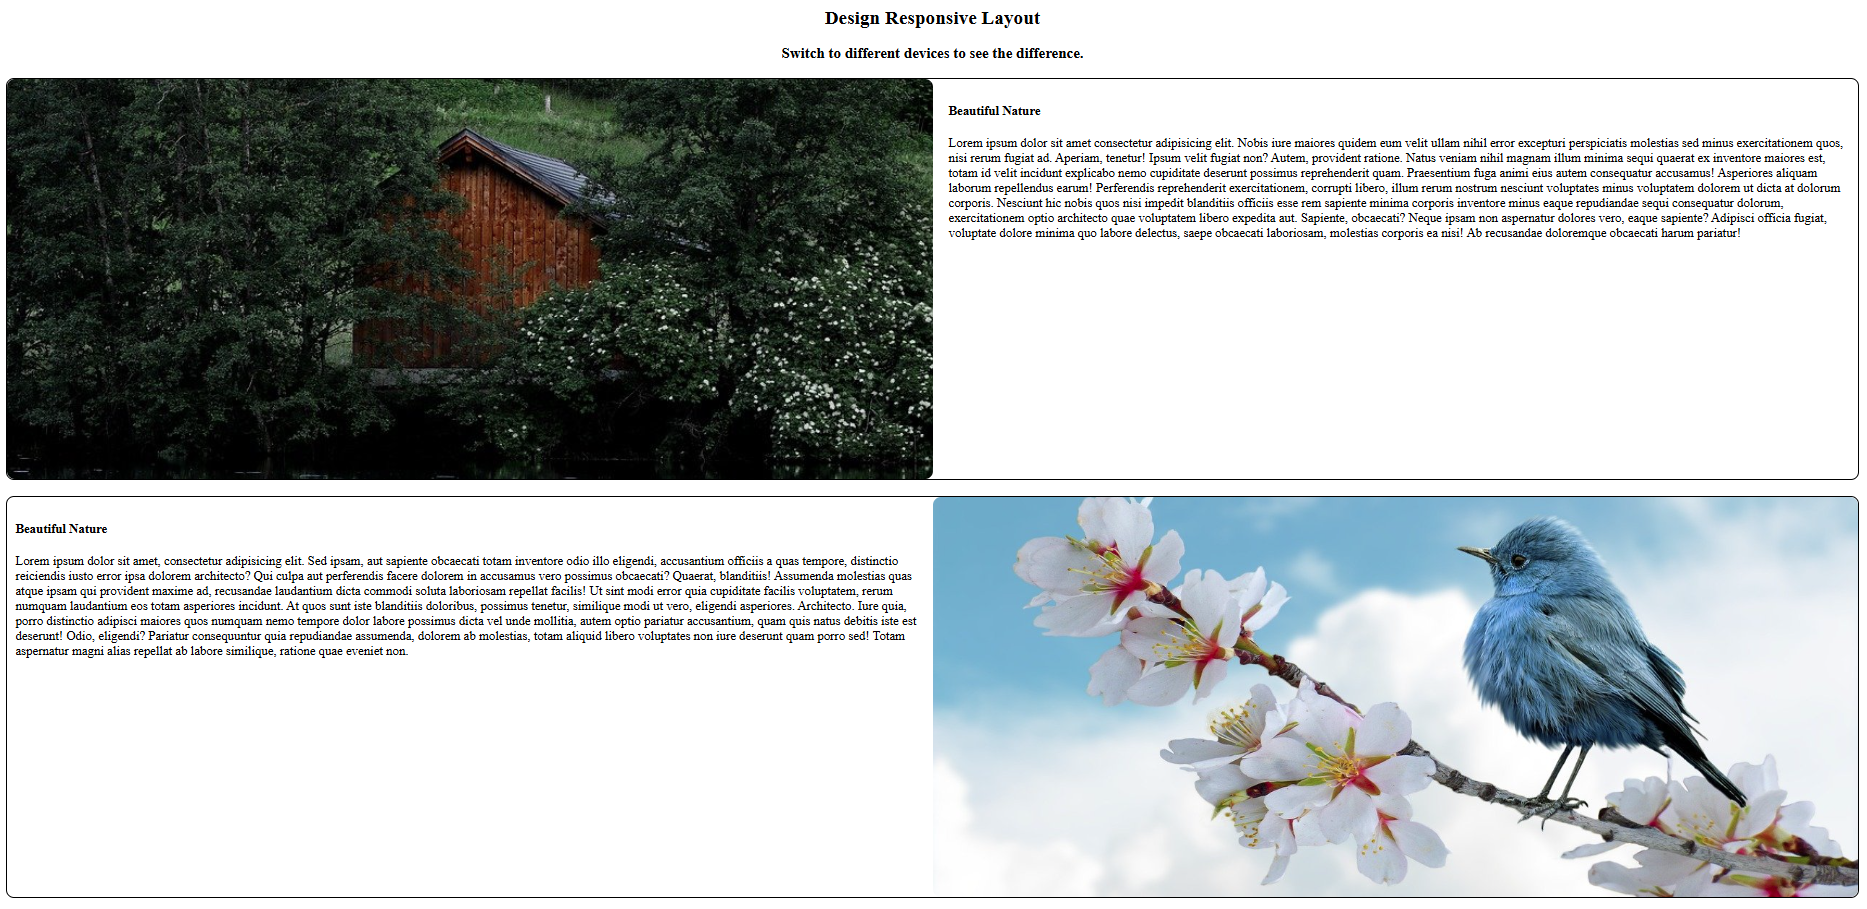 Design Responsive Layout
Switch to different devices to see the difference.
Beautiful Nature
Lorem ipsum dolor sit amet consectetur adipisicing elit. Nobis iure maiores quidem eum velit ullam nihil error excepturi perspiciatis molestias sed minus exercitationem quos,
nisi rerum fugiat ad. Aperiam, tenetur! Ipsum velit fugiat non? Autem, provident ratione. Natus veniam nihil magnam illum minima sequi quaerat ex inventore maiores est,
totam id velit incidunt explicabo nemo cupiditate deserunt possimus reprehenderit quam. Praesentium fuga animi eius autem consequatur accusamus! Asperiores aliquam
laborum repellendus earum! Perferendis reprehenderit exercitationem, corrupti libero, illum rerum nostrum nesciunt voluptates minus voluptatem dolorem ut dicta at dolorum
corporis. Nesciunt hic nobis quos nisi impedit blanditiis officiis esse rem sapiente minima corporis inventore minus eaque repudiandae sequi consequatur dolorum,
exercitationem optio architecto quae voluptatem libero expedita aut. Sapiente, obcaecati? Neque ipsam non aspernatur dolores vero, eaque sapiente? Adipisci officia fugiat,
voluptate dolore minima quo labore delectus, saepe obcaecati laboriosam, molestias corporis ea nisi! Ab recusandae doloremque obcaecati harum pariatur!
Beautiful Nature
Lorem ipsum dolor sit amet, consectetur adipisicing elit. Sed ipsam, aut sapiente obcaecati totam inventore odio illo eligendi, accusantium officiis a quas tempore, distinctio
reiciendis iusto error ipsa dolorem architecto? Qui culpa aut perferendis facere dolorem in accusamus vero possimus obcaecati? Quaerat, blanditiis! Assumenda molestias quas
atque ipsam qui provident maxime ad, recusandae laudantium dicta commodi soluta laboriosam repellat facilis! Ut sint modi error quia cupiditate facilis voluptatem, rerum
numquam laudantium eos totam asperiores incidunt. At quos sunt iste blanditiis doloribus, possimus tenetur, similique modi ut vero, eligendi asperiores. Architecto. Iure quia,
porro distinctio adipisci maiores quos numquam nemo tempore dolor labore possimus dicta vel unde mollitia, autem optio pariatur accusantium, quam quis natus debitis iste est
deserunt! Odio, eligendi? Pariatur consequuntur quia repudiandae assumenda, dolorem ab molestias, totam aliquid libero voluptates non iure deserunt quam porro sed! Totam
aspernatur magni alias repellat ab labore similique, ratione quae eveniet non.